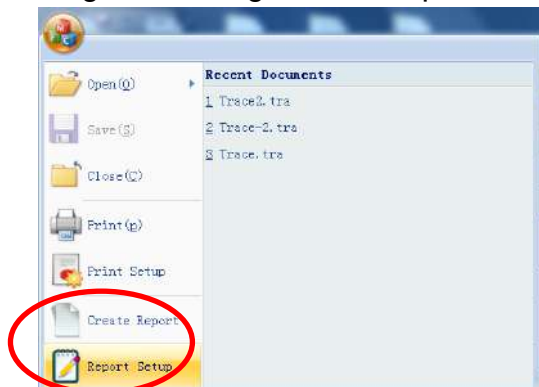 Open(O)
Save(S)
Close(C)
Print(p)
Print Setup
Create Report
Report Setup
Recent Documents
1 Trace2.tra
2 Trace-2.tra
3 Trace.tra